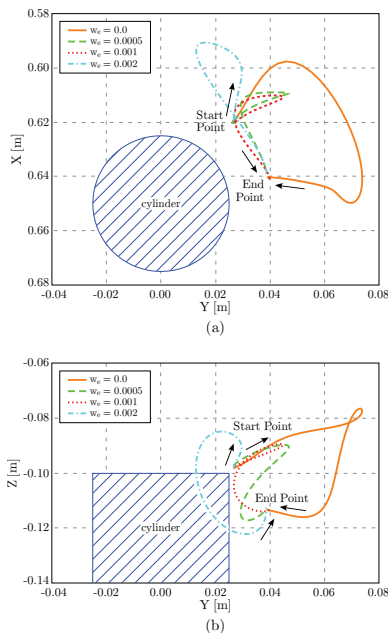 0.58
w_e = 0.0
w_e = 0.0005
w_e = 0.001
w_e = 0.002
0.60
Start
Point
0.62
X [m]
End
Point
0.64
cylinder
0.66
0.68
-0.04 -0.02 0.00 0.02 0.04 0.06 0.08
Y [m]
(a)
-0.06
w_e = 0.0
w_e = 0.0005
w_e = 0.001
w_e = 0.002
-0.08
Start Point
Z [m]
-0.10
End Point
-0.12
cylinder
-0.14
-0.04 -0.02 0.00 0.02 0.04 0.06 0.08
Y [m]
(b)